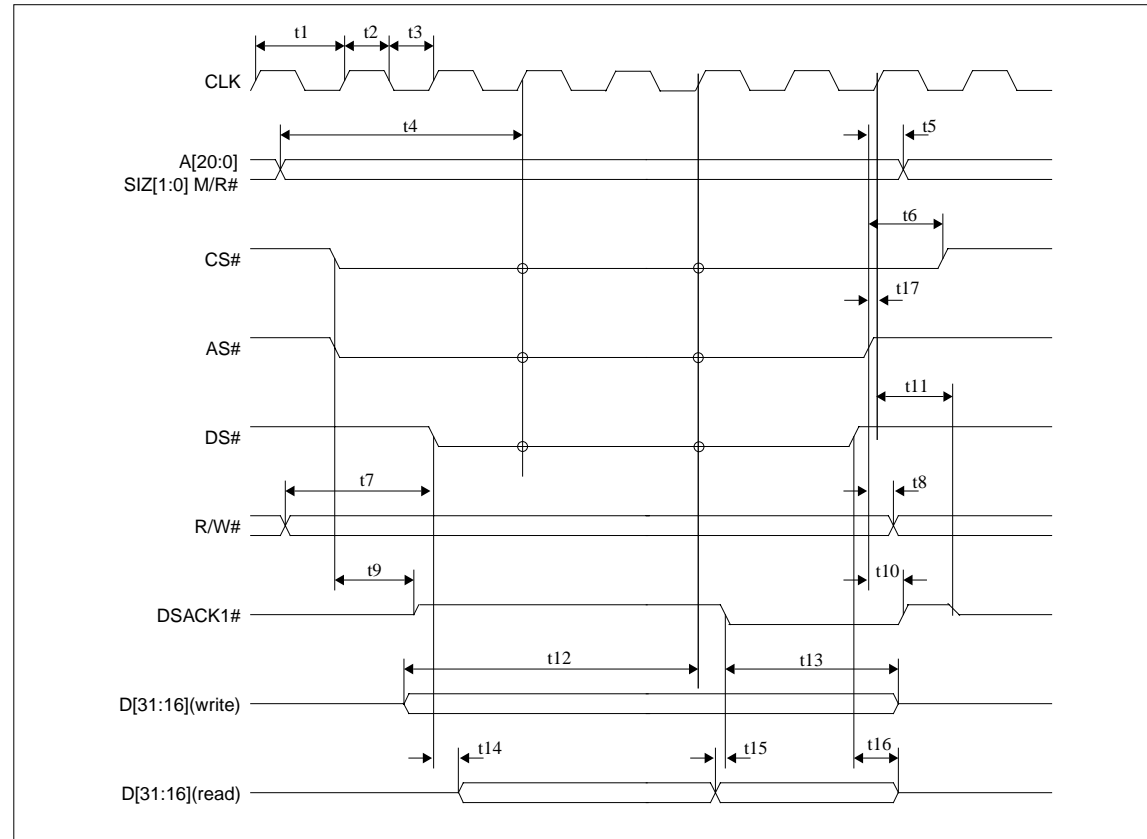 t1 t2 t3
CLK
t4 t5
A[20:0]
SIZ[1:0] M/R#
t6
CS#
t17
AS#
t11
DS#
t7 t8
R/W#
t9 t10
DSACK1#
t12 t13
D[31:16](write)
t14 t15 t16
D[31:16](read)